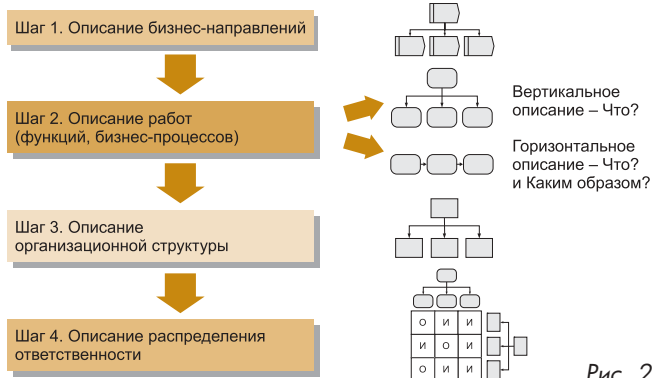 Шаг 1. Описание бизнес-направлений
Шаг 2. Описание работ
(функций, бизнес-процессов)
Вертикальное
описание – Что?
Горизонтальное
описание – Что?
и Каким образом?
Шаг 3. Описание
организационной структуры
Шаг 4. Описание распределения
ответственности
О И И
И О И
О И И
Рис. 2